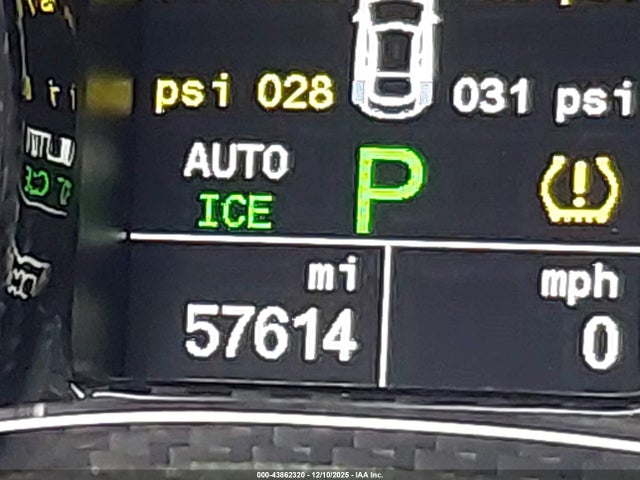 psi 028 031 psi
AUTO
ICE
P
mi
mph
57614
0
000-43862320 - 12/10/2025 - IAA Inc.